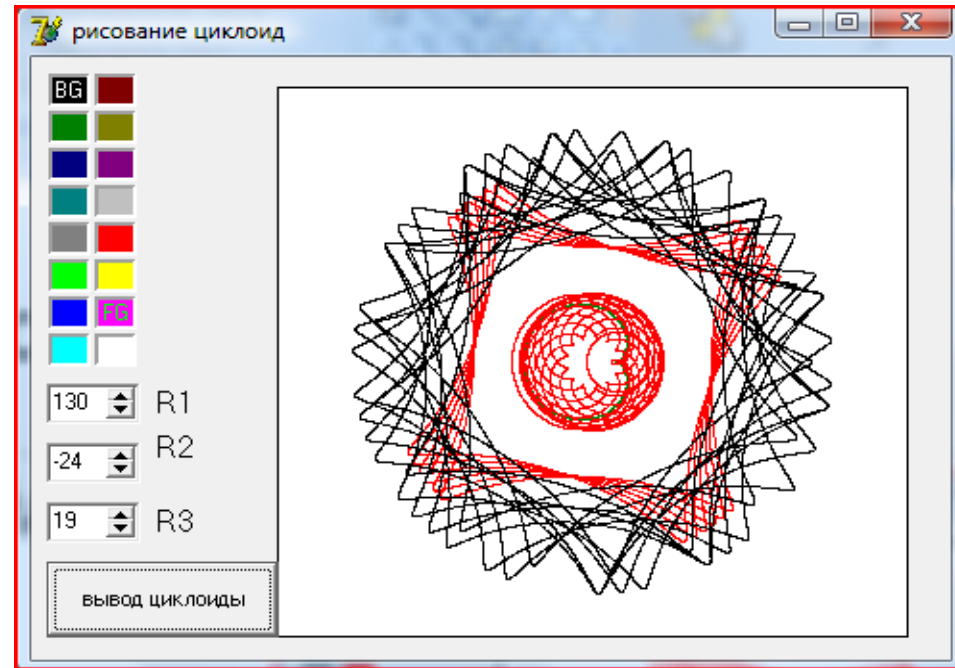 рисование циклоид
BG
FG
130 R1
-24 R2
19 R3
вывод циклоиды